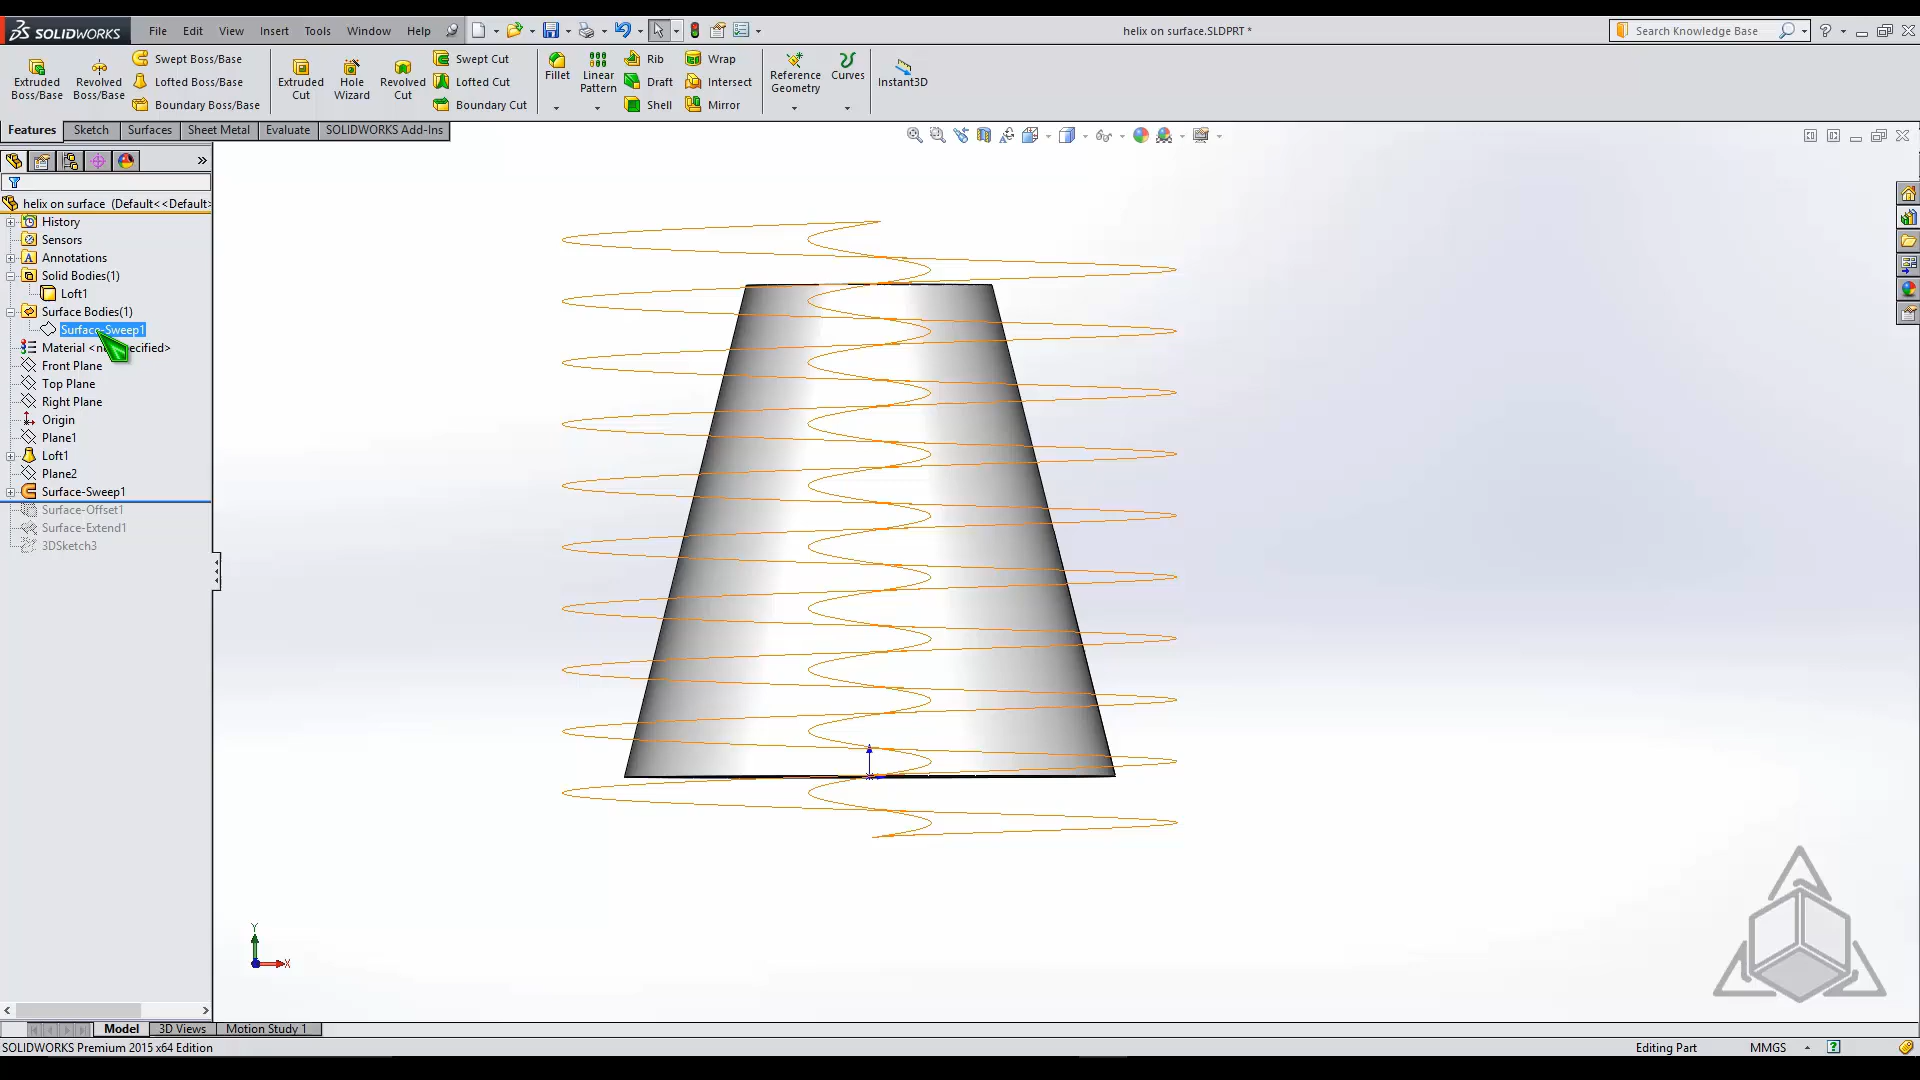 SOLIDWORKS
File Edit View Insert Tools Window Help
helix on surface.SLDPRT *
Search Knowledge Base
Extruded Boss/Base
Revolved Boss/Base
Swept Boss/Base
Lofted Boss/Base
Boundary Boss/Base
Extruded Cut
Hole Wizard
Revolved Cut
Swept Cut
Lofted Cut
Boundary Cut
Fillet
Linear Pattern
Rib
Draft
Shell
Wrap
Intersect
Mirror
Reference Geometry
Curves
Instant3D
Features Sketch Surfaces Sheet Metal Evaluate SOLIDWORKS Add-Ins
helix on surface (Default<<Default>
History
Sensors
A Annotations
Solid Bodies(1)
Loft1
Surface Bodies(1)
Surface-Sweep1
Material
Front Plane
Top Plane
Right Plane
Origin
Plane1
Loft1
Plane2
Surface-Sweep1
Surface-Offset1
Surface-Extend1
3DSketch3
Y
X
Model 3D Views Motion Study 1
SOLIDWORKS Premium 2015 x64 Edition
Editing Part MMGS